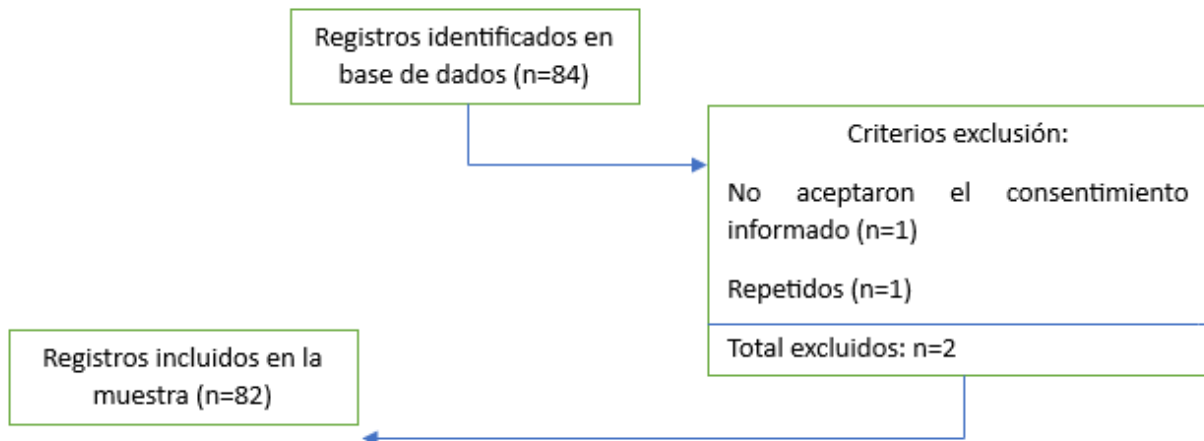 Registros identificados en
base de dados (n=84)
Criterios exclusión:
No aceptaron el consentimiento
informado (n=1)
Repetidos (n=1)
Total excluidos: n=2
Registros incluidos en la
muestra (n=82)